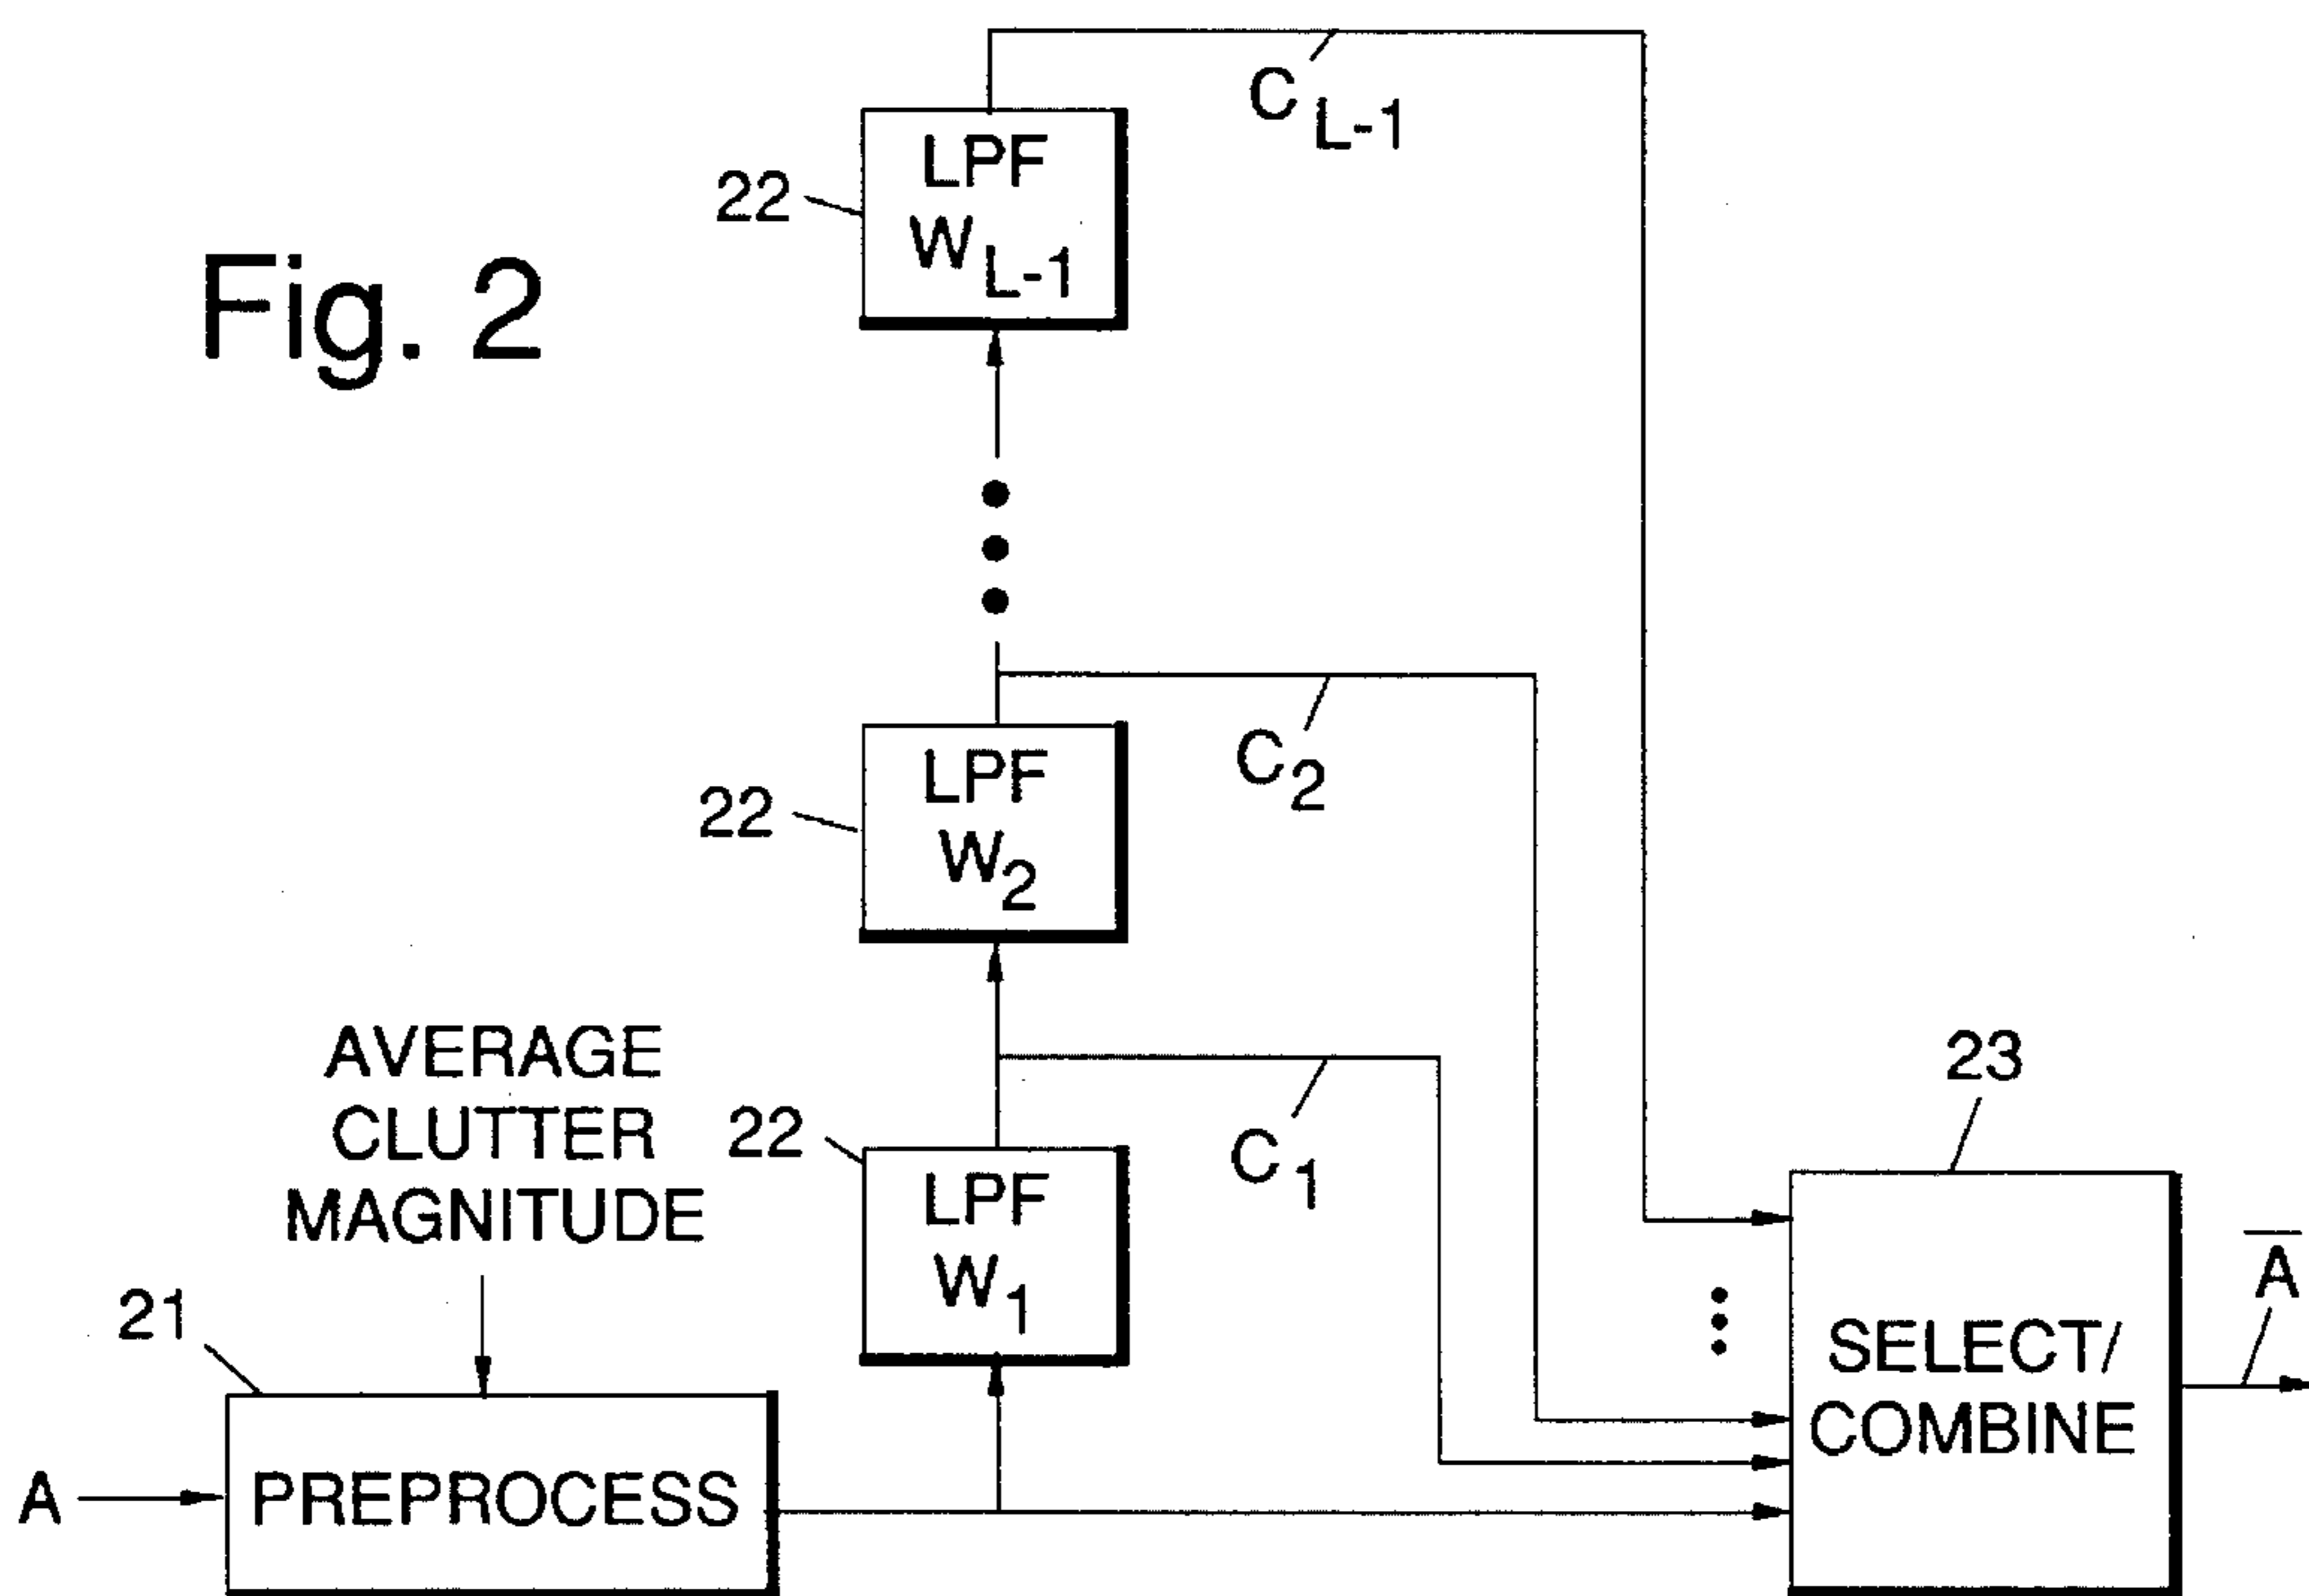 Fig. 2
C L-1
22
LPF
W L-1
C 2
22
LPF
W 2
AVERAGE
CLUTTER
MAGNITUDE
22
LPF
W 1
C 1
23
SELECT/
COMBINE
A̅
21
A
PREPROCESS